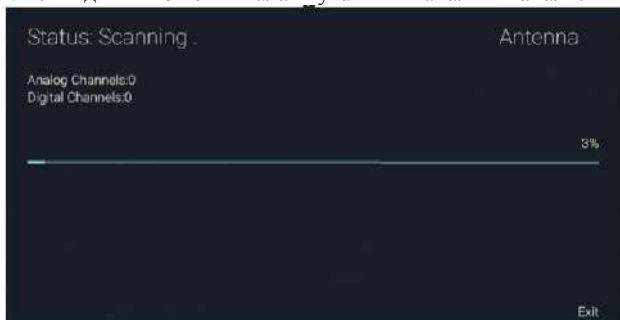 Status: Scanning .
Antenna
Analog Channels:0
Digital Channels:0
3%
Exit